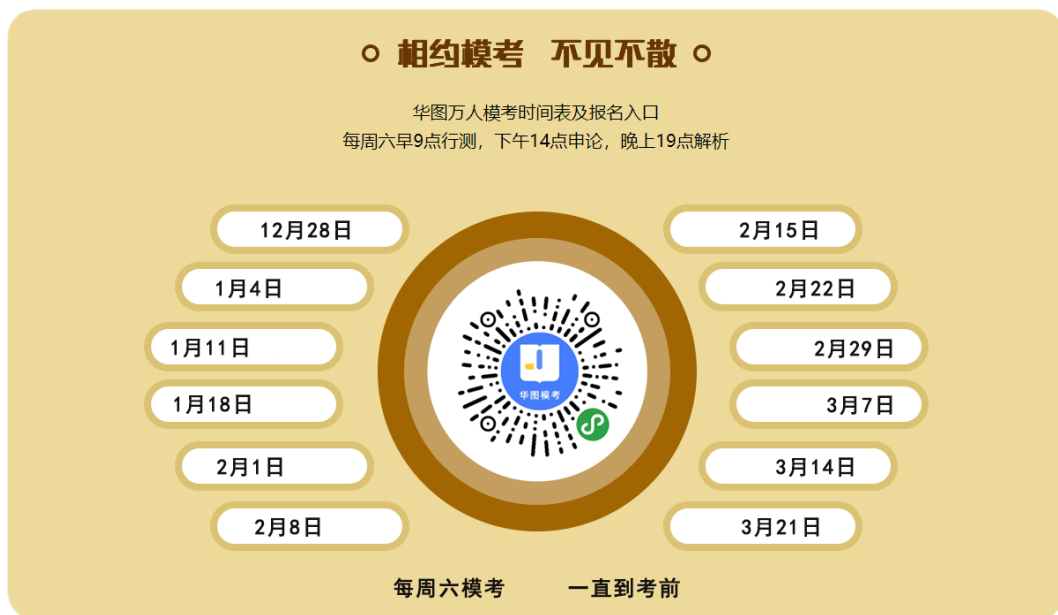 相约模考 不见不散
华图万人模考时间表及报名入口
每周六早9点行测，下午14点申论，晚上19点解析
12月28日
1月4日
1月11日
1月18日
2月1日
2月8日
华图模考
2月15日
2月22日
2月29日
3月7日
3月14日
3月21日
每周六模考 一直到考前